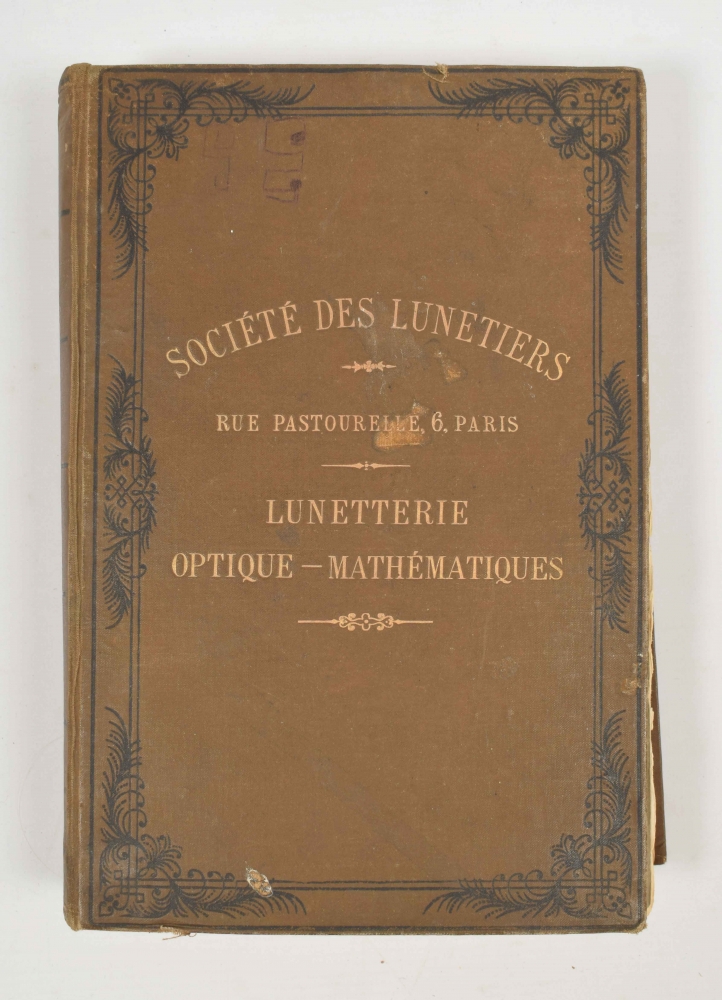 SOCIÉTÉ DES LUNETIERS
RUE PASTOURELLE, 6, PARIS
LUNETTERIE
OPTIQUE — MATHÉMATIQUES